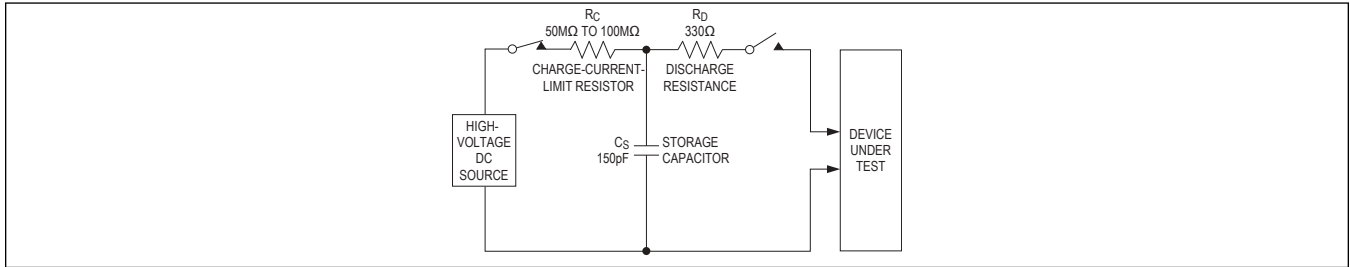 RC
50MΩ TO 100MΩ
CHARGE-CURRENT-
LIMIT RESISTOR
RD
330Ω
DISCHARGE
RESISTANCE
HIGH-
VOLTAGE
DC
SOURCE
CS
150pF
STORAGE
CAPACITOR
DEVICE
UNDER
TEST